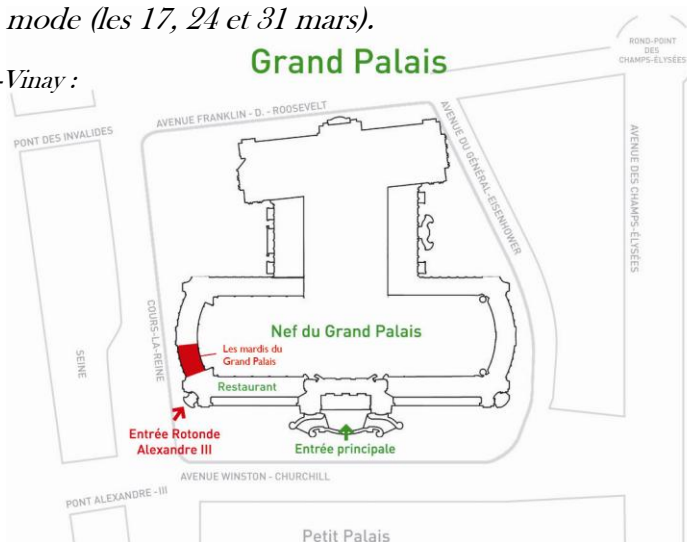 mode (les 17, 24 et 31 mars).
Grand Palais
-Vinay :
ROND-POINT
DES
CHAMPS-ÉLYSÉES
AVENUE FRANKLIN - D. - ROOSEVELT
PONT DES INVALIDES
AVENUE DU GÉNÉRAL-EISENHOWER
AVENUE DES CHAMPS-ÉLYSÉES
COURS-LA-REINE
SEINE
Nef du Grand Palais
Les mardis du
Grand Palais
Restaurant
Entrée Rotonde
Alexandre III
Entrée principale
AVENUE WINSTON - CHURCHILL
PONT ALEXANDRE - III
Petit Palais